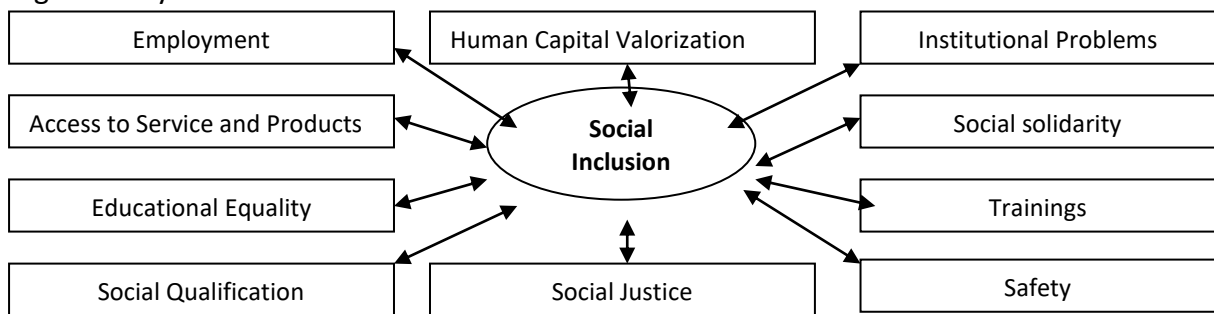 Employment
Human Capital Valorization
Institutional Problems
Access to Service and Products
Social
Inclusion
Social solidarity
Educational Equality
Trainings
Social Qualification
Social Justice
Safety